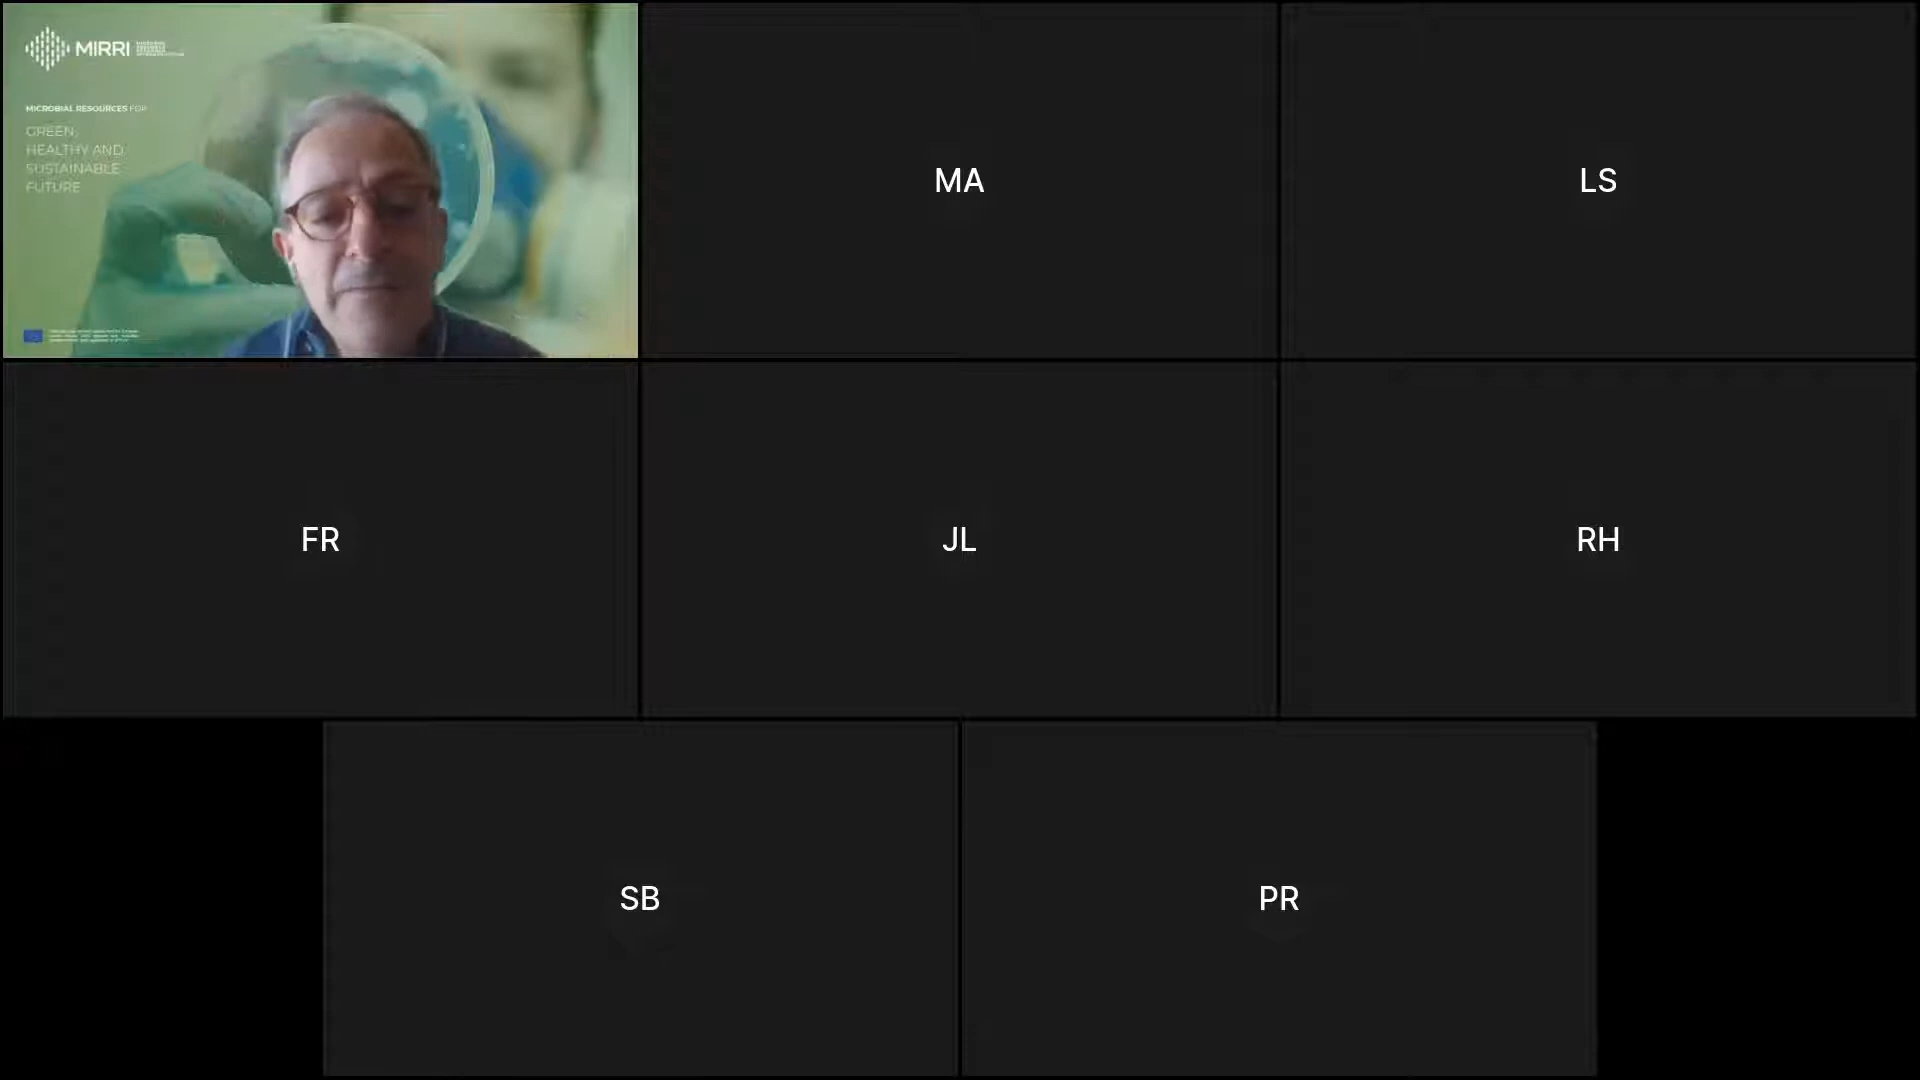 MIRRI
MICROBIAL RESOURCES FOR
GREEN,
HEALTHY AND
SUSTAINABLE
FUTURE
MA
LS
FR
JL
RH
SB
PR